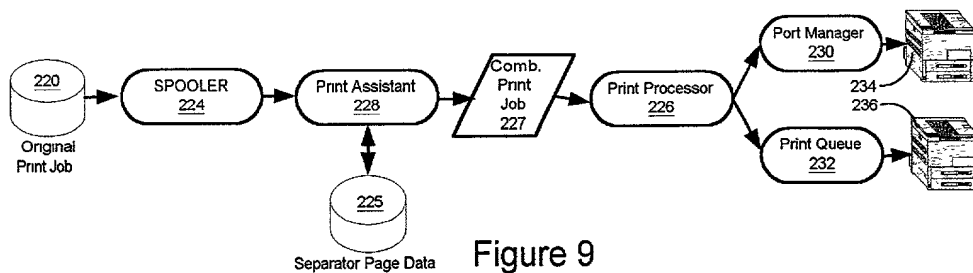 220
Original
Print Job
SPOOLER
224
Print Assistant
228
225
Separator Page Data
Comb.
Print
Job
227
Print Processor
226
Port Manager
230
234
236
Print Queue
232
Figure 9